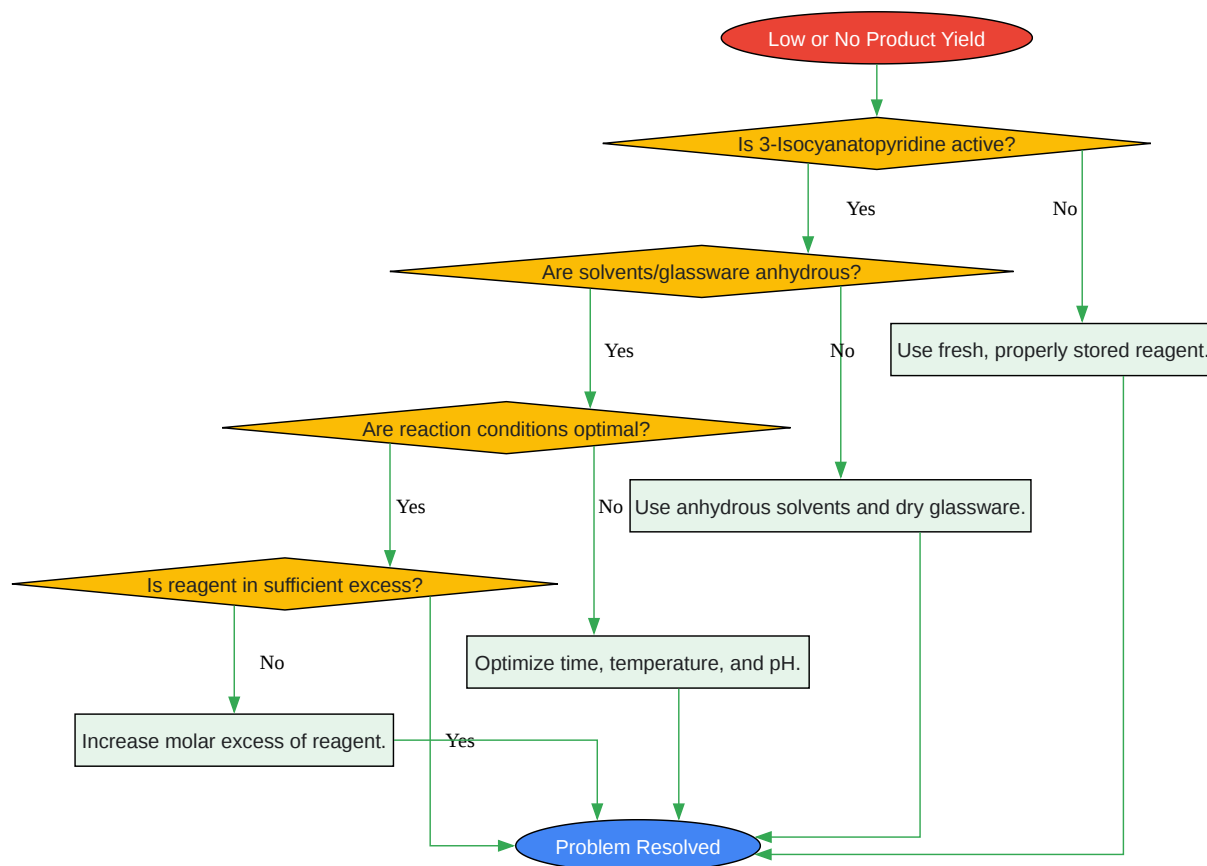 Low or No Product Yield
Is 3-Isocyanatopyridine active?
Yes
No
Are solvents/glassware anhydrous?
Yes
No
Use fresh, properly stored reagent.
Are reaction conditions optimal?
Yes
No
Use anhydrous solvents and dry glassware.
Is reagent in sufficient excess?
No
Optimize time, temperature, and pH.
Increase molar excess of reagent.
Yes
Problem Resolved